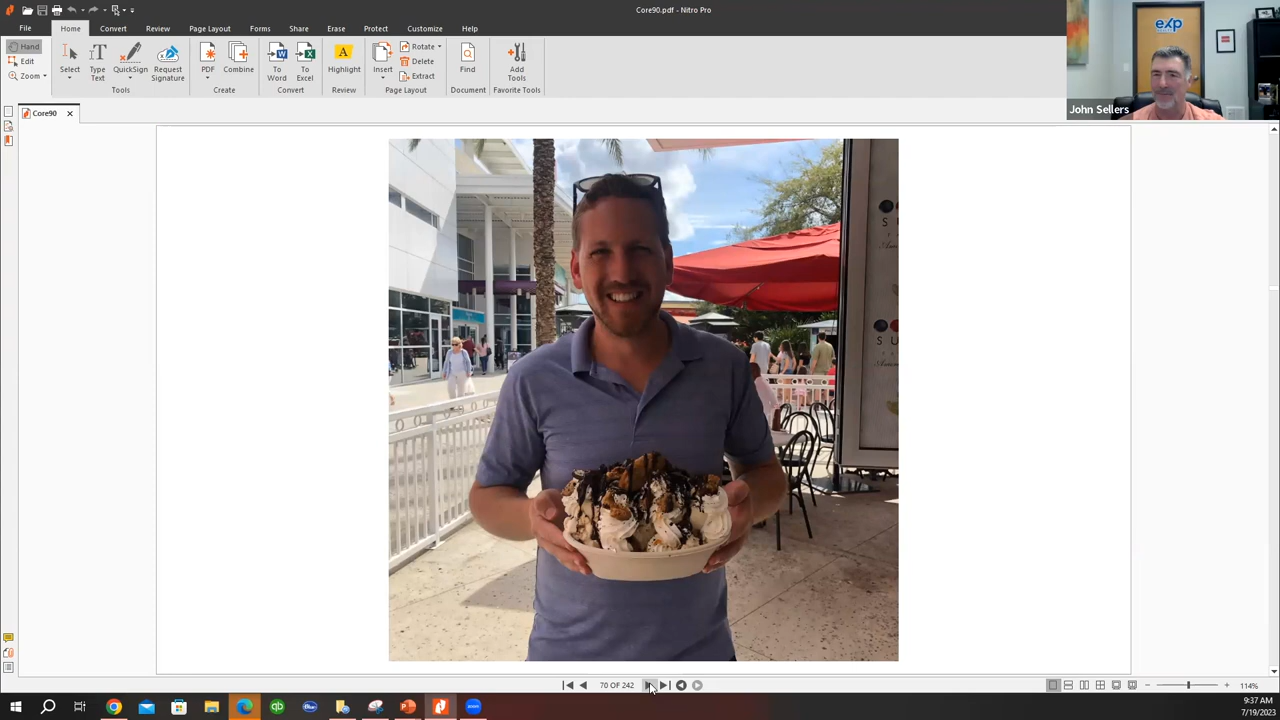 Core90.pdf - Nitro Pro
File
Home
Convert
Review
Page Layout
Forms
Share
Erase
Protect
Customize
Help
Hand
Edit
Zoom
Select
Type Text
QuickSign
Request Signature
Tools
PDF
Combine
Create
To Word
To Excel
Convert
Highlight
Review
Insert
Rotate
Delete
Extract
Page Layout
Find
Document
Add Tools
Favorite Tools
exp
John Sellers
Core90
SU
SU
70 OF 242
114%
9:37 AM
7/19/2023